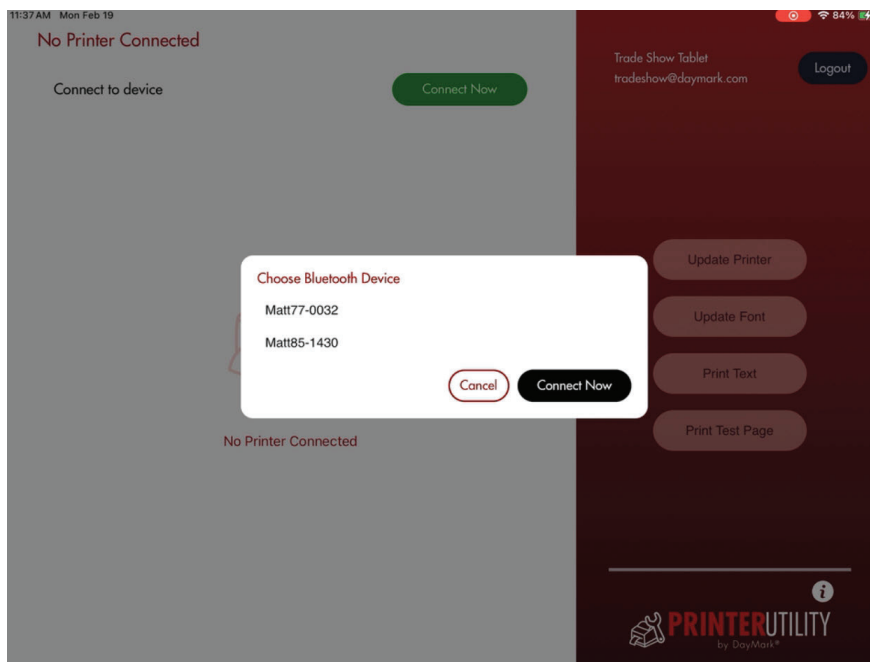 11:37 AM Mon Feb 19
84%
No Printer Connected
Connect to device
Connect Now
Trade Show Tablet
tradeshow@daymark.com
Logout
Choose Bluetooth Device
Matt77-0032
Matt85-1430
Cancel
Connect Now
No Printer Connected
Update Printer
Update Font
Print Text
Print Test Page
i
PRINTERUTILITY
by DayMark®